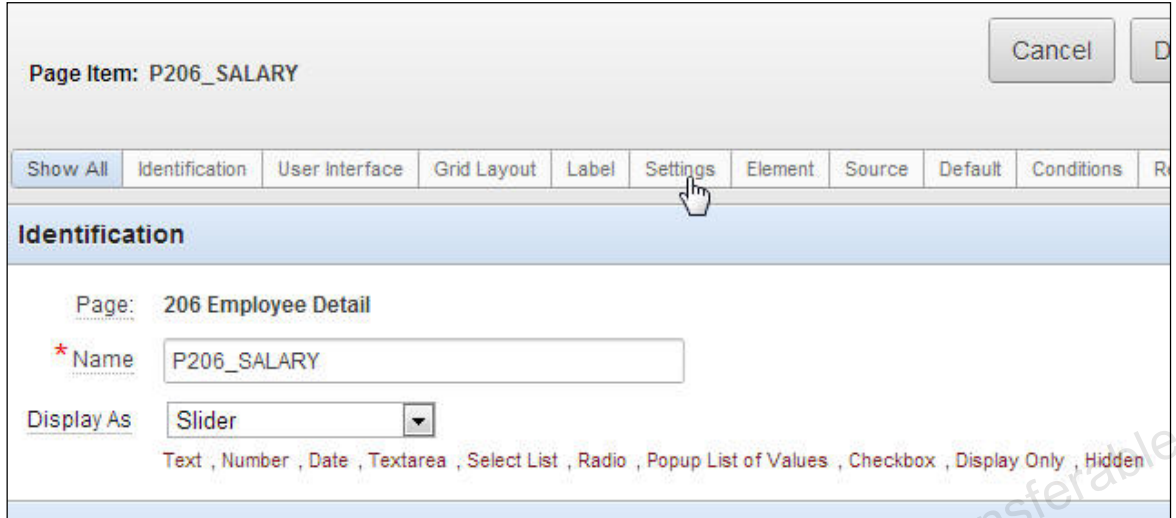 Page Item: P206_SALARY
Cancel
Show All Identification User Interface Grid Layout Label Settings Element Source Default Conditions
Identification
Page: 206 Employee Detail
* Name P206_SALARY
Display As Slider
Text , Number , Date , Textarea , Select List , Radio , Popup List of Values , Checkbox , Display Only , Hidden